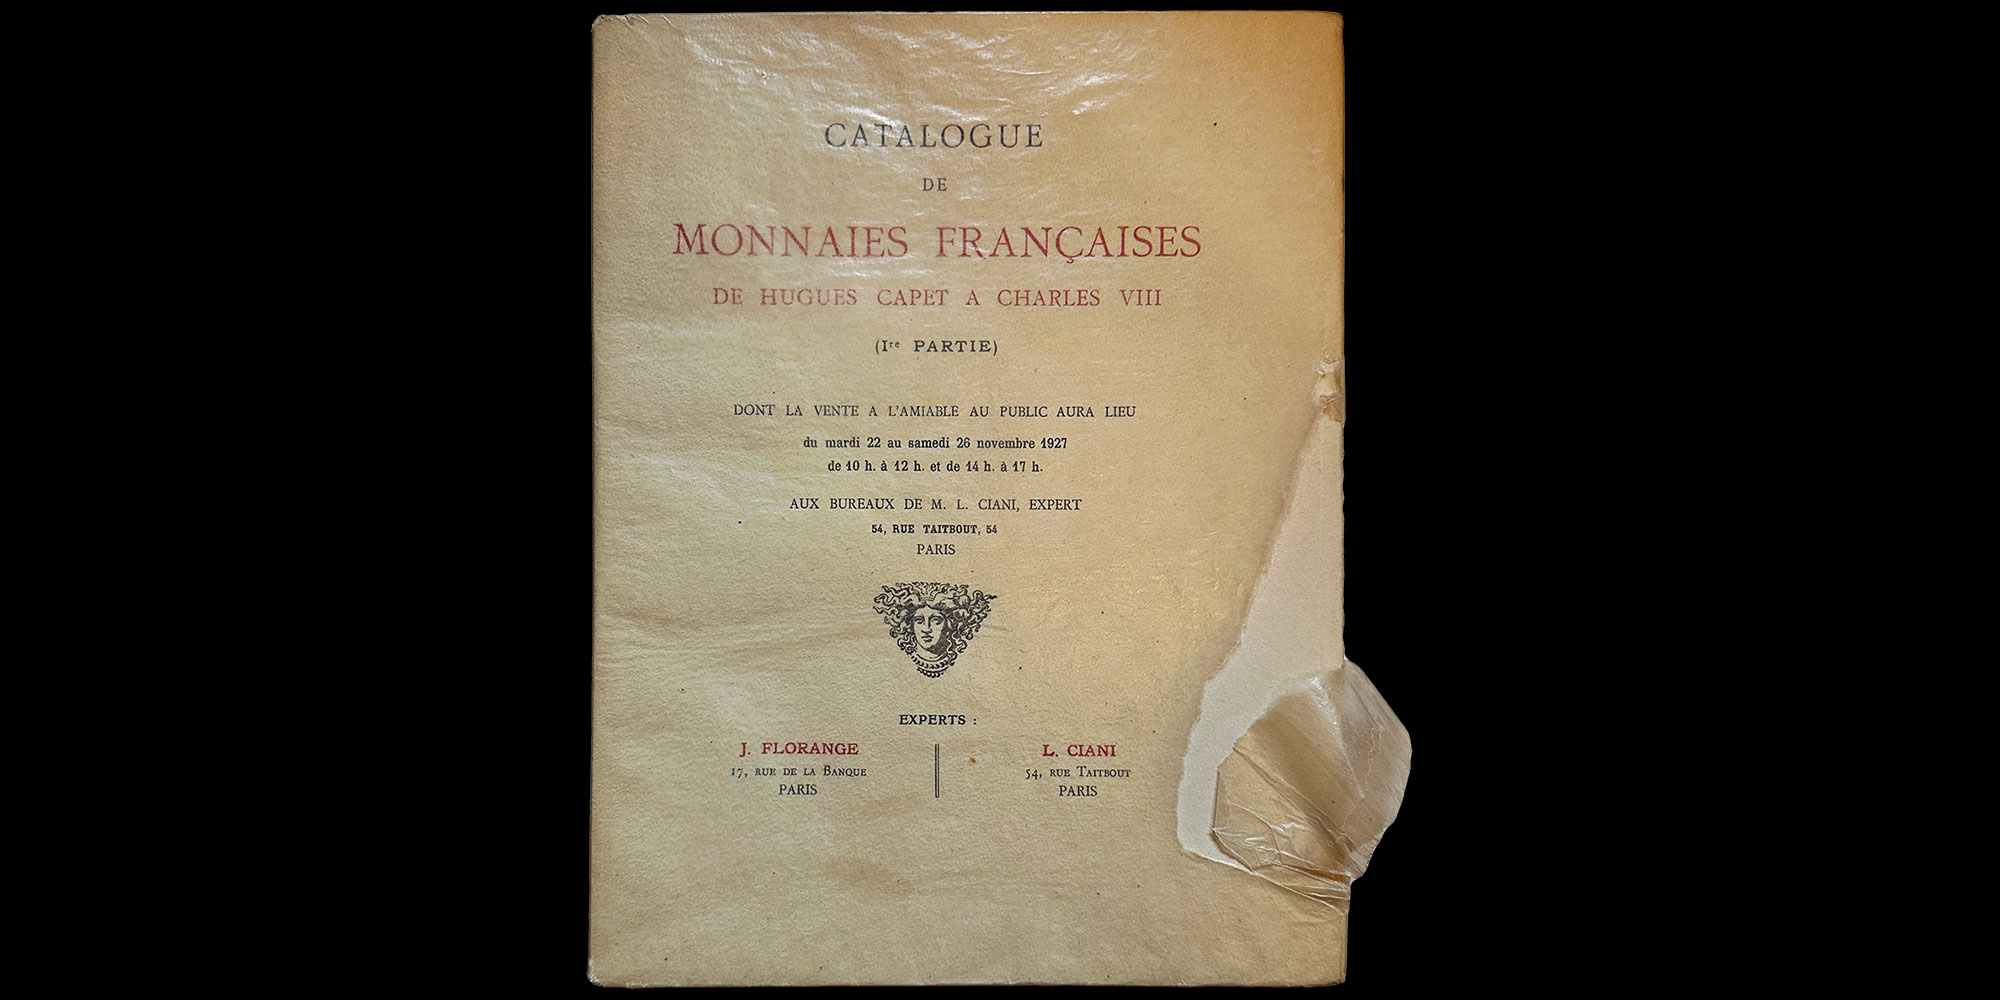 CATALOGUE
DE
MONNAIES FRANÇAISES
DE HUGUES CAPET A CHARLES VIII
(Iʳᵉ PARTIE)
DONT LA VENTE A L'AMIABLE AU PUBLIC AURA LIEU
du mardi 22 au samedi 26 novembre 1927
de 10 h. à 12 h. et de 14 h. à 17 h.
AUX BUREAUX DE M. L. CIANI, EXPERT
54, RUE TAITBOUT, 54
PARIS
EXPERTS :
J. FLORANGE
17, RUE DE LA BANQUE
PARIS
L. CIANI
54, RUE TAITBOUT
PARIS